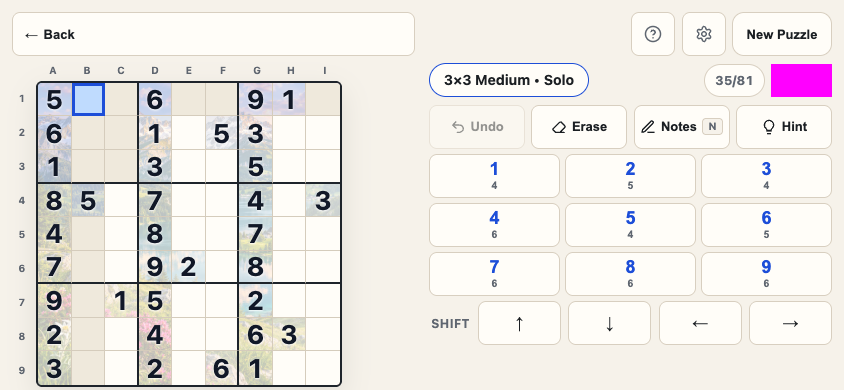 ← Back
New Puzzle
A B C D E F G H I
3×3 Medium • Solo
35/81
1 5 6 9 1
Undo
Erase
Notes N
Hint
2 6 1 5 3
3 1 3 5
4 8 5 7 4 3
5 4 8 7
6 7 9 2 8
7 9 1 5 2
8 2 4 6 3
9 3 2 6 1
1 2 3
4 5 4
4 5 6
6 4 5
7 8 9
6 6 6
SHIFT ↑ ↓ ← →